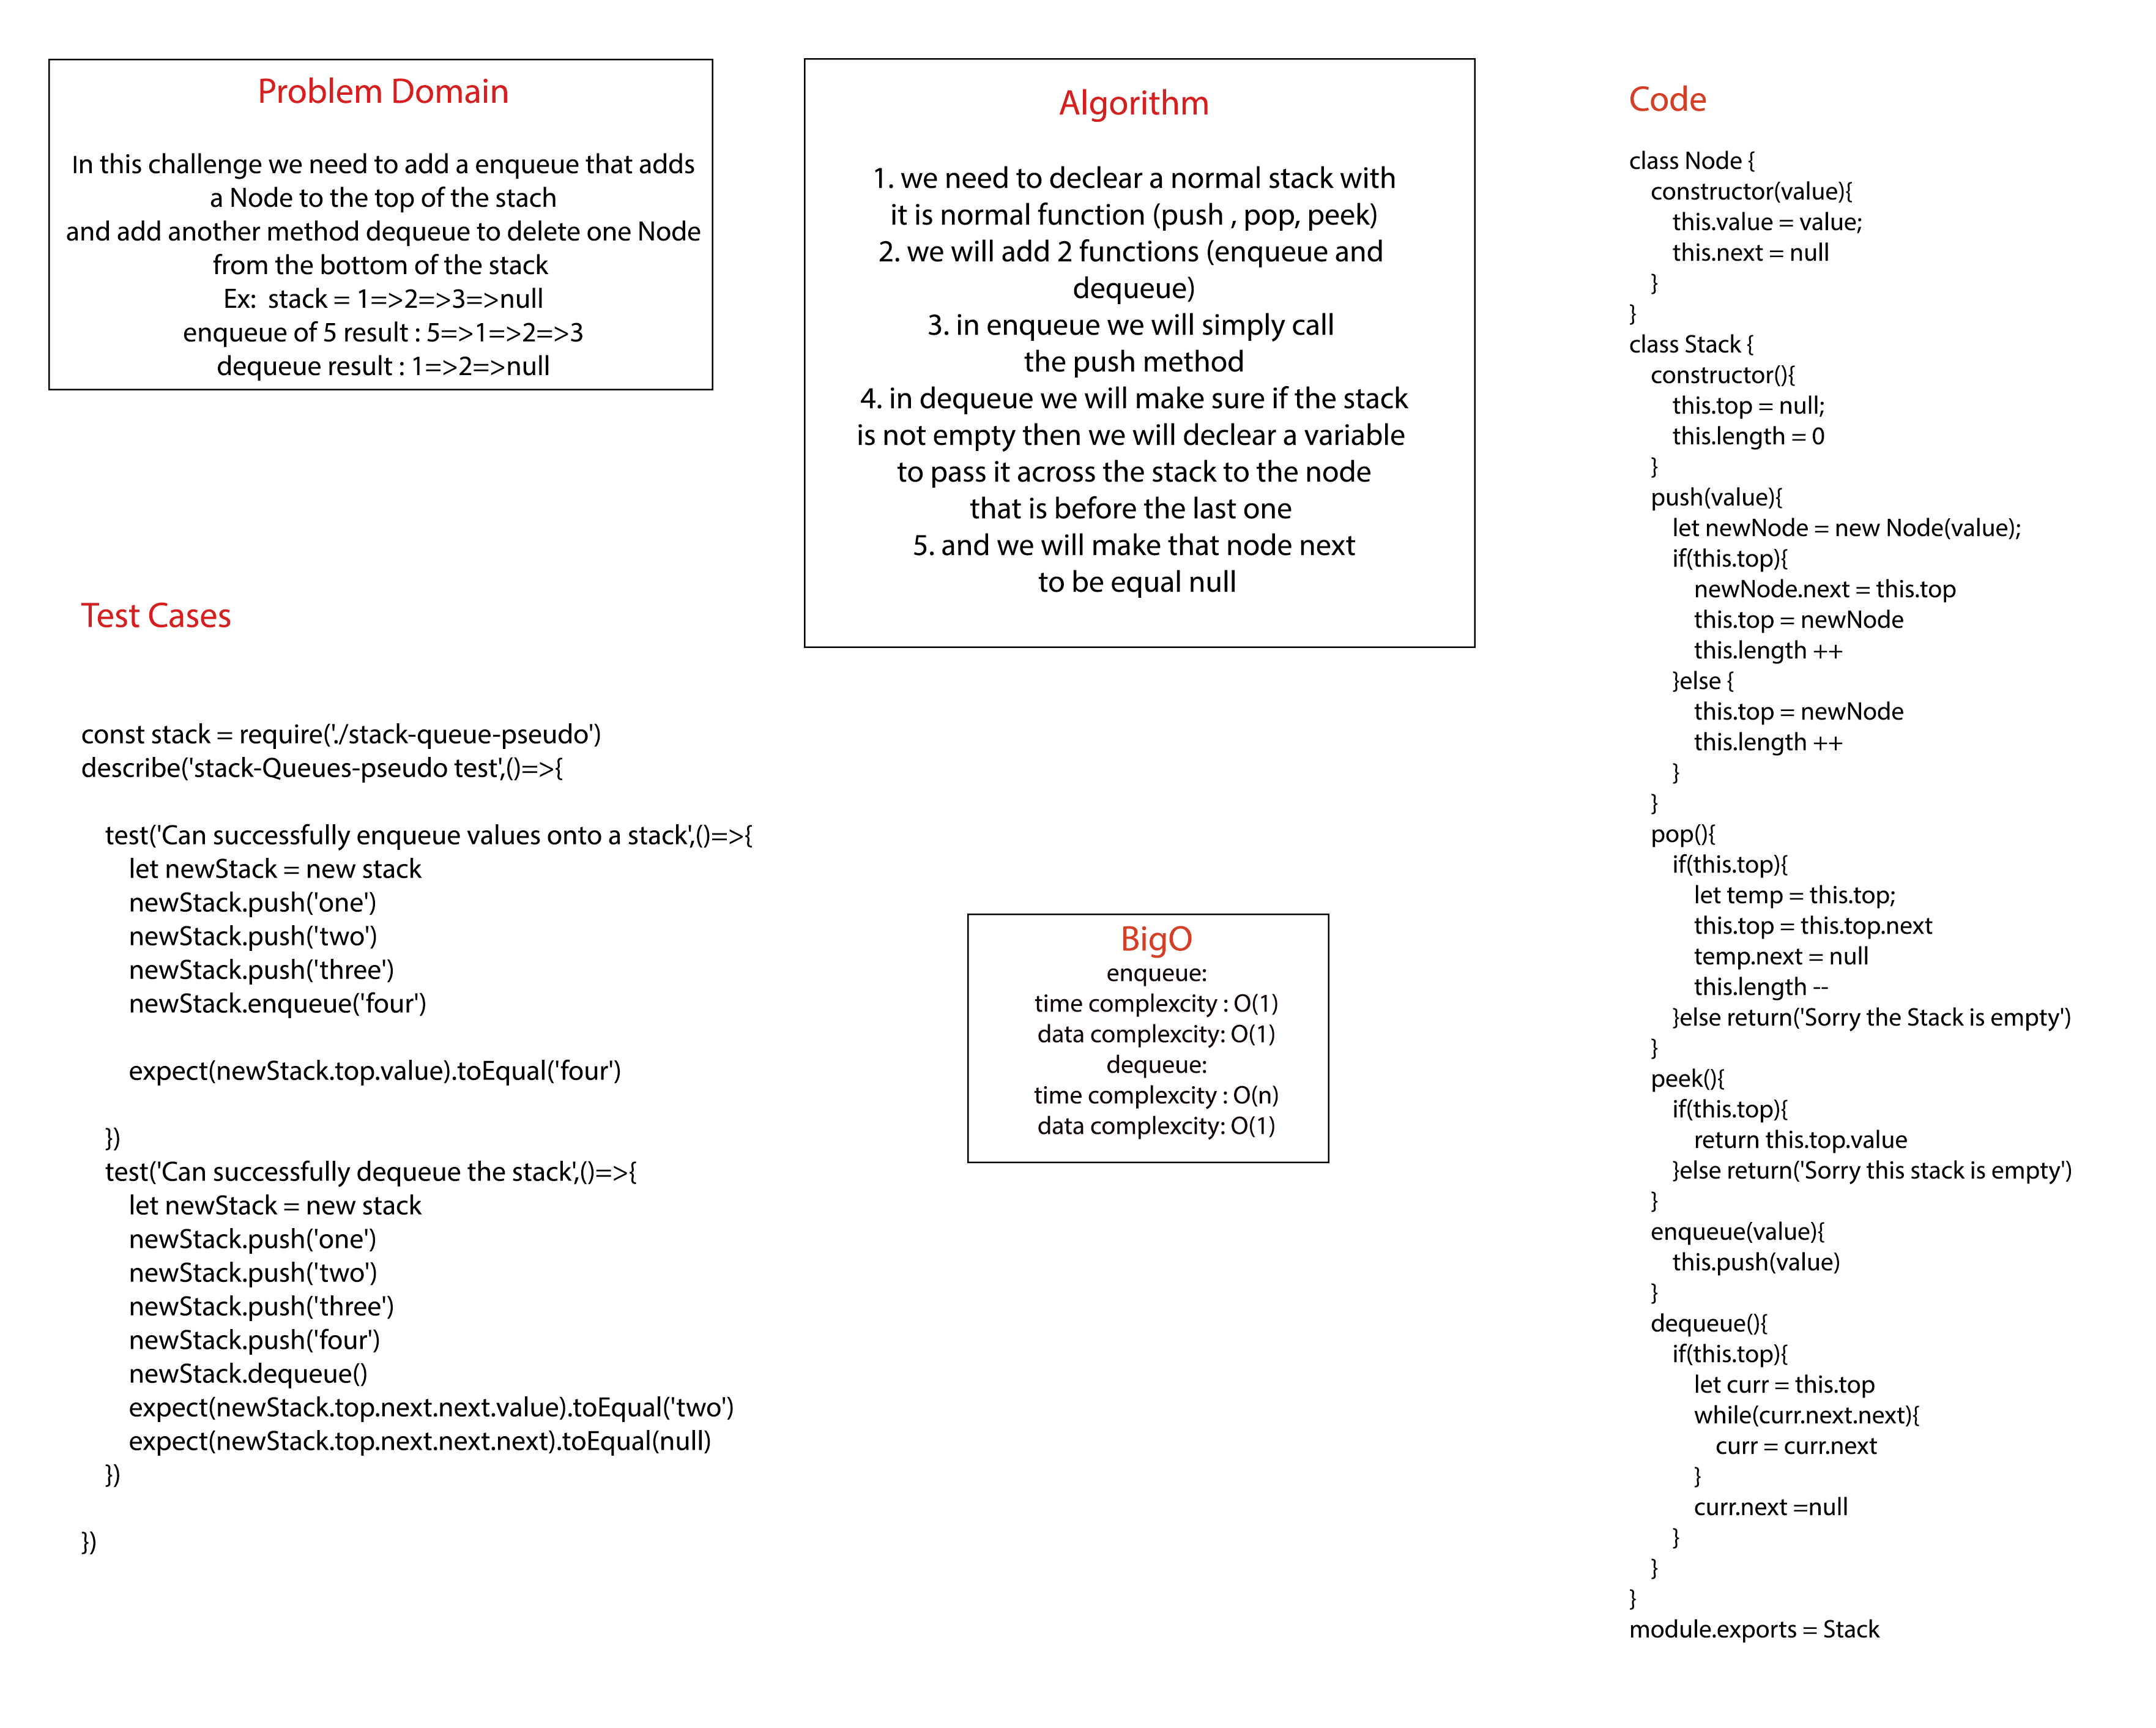 Problem Domain
In this challenge we need to add a enqueue that adds
a Node to the top of the stach
and add another method dequeue to delete one Node
from the bottom of the stack
Ex:  stack = 1=>2=>3=>null
enqueue of 5 result : 5=>1=>2=>3
dequeue result : 1=>2=>null
Algorithm
1. we need to declear a normal stack with
it is normal function (push , pop, peek)
2. we will add 2 functions (enqueue and
dequeue)
3. in enqueue we will simply call
the push method
4. in dequeue we will make sure if the stack
is not empty then we will declear a variable
to pass it across the stack to the node
that is before the last one
5. and we will make that node next
to be equal null
Test Cases
const stack = require('./stack-queue-pseudo')
describe('stack-Queues-pseudo test',()=>{
test('Can successfully enqueue values onto a stack',()=>{
let newStack = new stack
newStack.push('one')
newStack.push('two')
newStack.push('three')
newStack.enqueue('four')
expect(newStack.top.value).toEqual('four')
})
test('Can successfully dequeue the stack',()=>{
let newStack = new stack
newStack.push('one')
newStack.push('two')
newStack.push('three')
newStack.push('four')
newStack.dequeue()
expect(newStack.top.next.next.value).toEqual('two')
expect(newStack.top.next.next.next).toEqual(null)
})
})
BigO
enqueue:
time complexcity : O(1)
data complexcity: O(1)
dequeue:
time complexcity : O(n)
data complexcity: O(1)
Code
class Node {
constructor(value){
this.value = value;
this.next = null
}
}
class Stack {
constructor(){
this.top = null;
this.length = 0
}
push(value){
let newNode = new Node(value);
if(this.top){
newNode.next = this.top
this.top = newNode
this.length ++
}else {
this.top = newNode
this.length ++
}
}
pop(){
if(this.top){
let temp = this.top;
this.top = this.top.next
temp.next = null
this.length --
}else return('Sorry the Stack is empty')
}
peek(){
if(this.top){
return this.top.value
}else return('Sorry this stack is empty')
}
enqueue(value){
this.push(value)
}
dequeue(){
if(this.top){
let curr = this.top
while(curr.next.next){
curr = curr.next
}
curr.next =null
}
}
}
module.exports = Stack